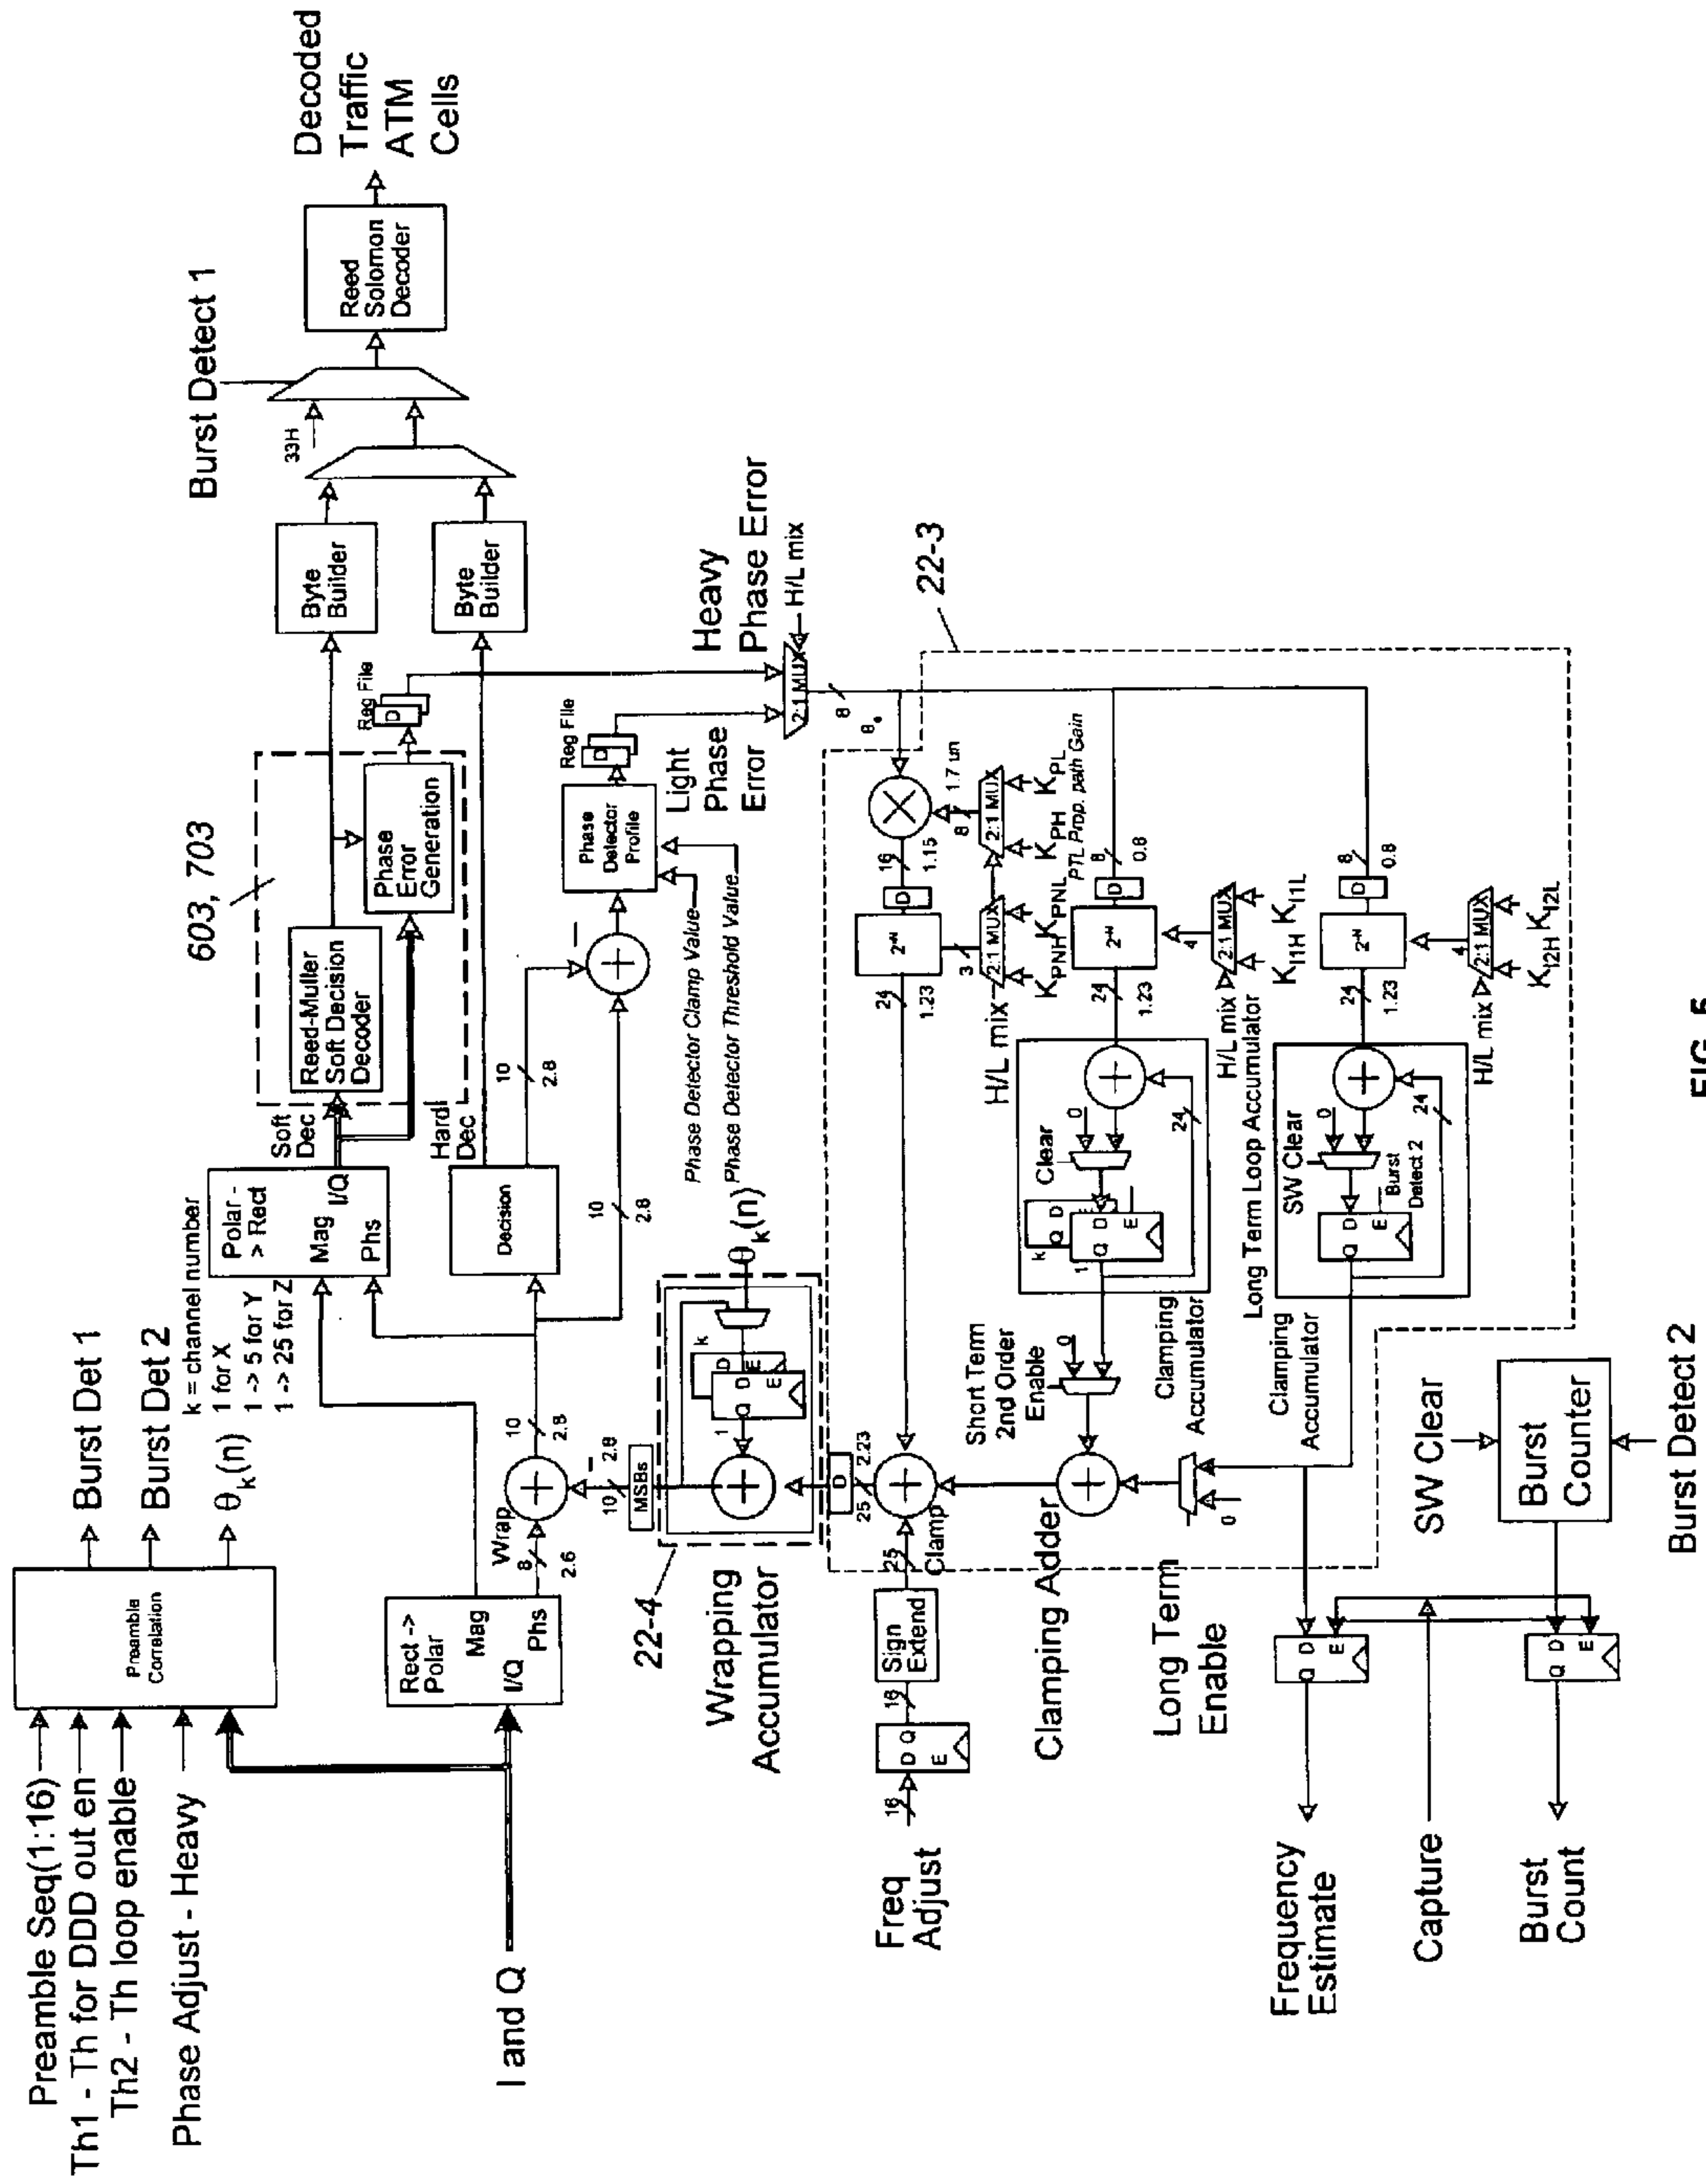 Preamble Seq(1:16)
Th1 - Th for DDD out en
Th2 - Th loop enable
Phase Adjust - Heavy
I and Q
Preamble
Correlation
Burst Det 1
Burst Det 2
θk(n)
k = channel number
1 for X
1 -> 5 for Y
1 -> 25 for Z
Rect ->
Polar
I/Q
Mag
Phs
8
2.6
Wrap
10
2.8
10
2.8
MSBs
Polar -
> Rect
Mag
Phs
I/Q
Soft
Dec
Hard
Dec
Decision
10
2.8
10
2.8
603, 703
Reed-Muller
Soft Decision
Decoder
Phase
Error
Generation
Reg File
D
Byte
Builder
Byte
Builder
33H
Burst Detect 1
Reed
Solomon
Decoder
Decoded
Traffic
ATM
Cells
Phase
Detector
Profile
Reg File
D
Light
Phase
Error
Heavy
Phase Error
2:1 MUX
H/L mix
Phase Detector Clamp Value
Phase Detector Threshold Value
22-4
Wrapping
Accumulator
k
D
E
Q D
E
1
θk(n)
22-3
8
1.7 un
8
2:1 MUX
KPH KPL
PTL Prop. path Gain
16
1.15
D
2-N
3
2:1 MUX
KPNH KPNL
H/L mix
24
1.23
8
0.8
D
2-N
4
2:1 MUX
KI1H KI1L
H/L mix
24
1.23
8
0.8
D
2-N
4
2:1 MUX
KI2H KI2L
H/L mix
24
1.23
Clear
0
24
k
Q D
Q D
E
1
Clamping
Accumulator
Short Term
2nd Order
Enable
0
Long Term Loop Accumulator
SW Clear
0
24
Q D
E
Burst
Detect 2
Clamping
Accumulator
D
25
2.23
Clamp
25
Sign
Extend
16
D Q
E
16
Freq
Adjust
Clamping Adder
Long Term
Enable
0
Q D
E
Frequency
Estimate
Capture
Q D
E
Burst
Count
SW Clear
Burst
Counter
Burst Detect 2
FIG. 5